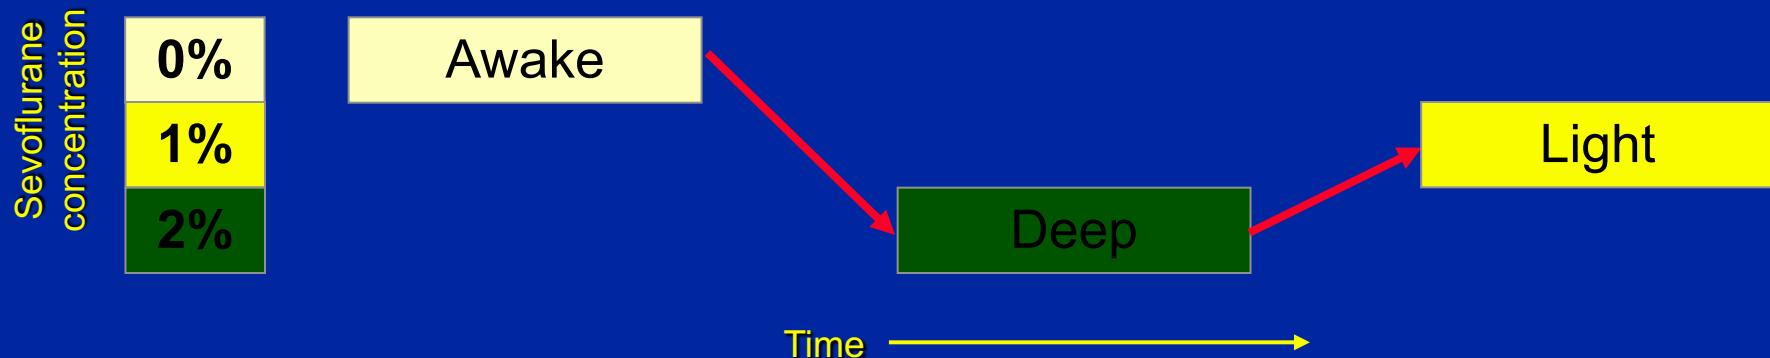 Sevoflurane
concentration
0%
1%
2%
Awake
Deep
Light
Time